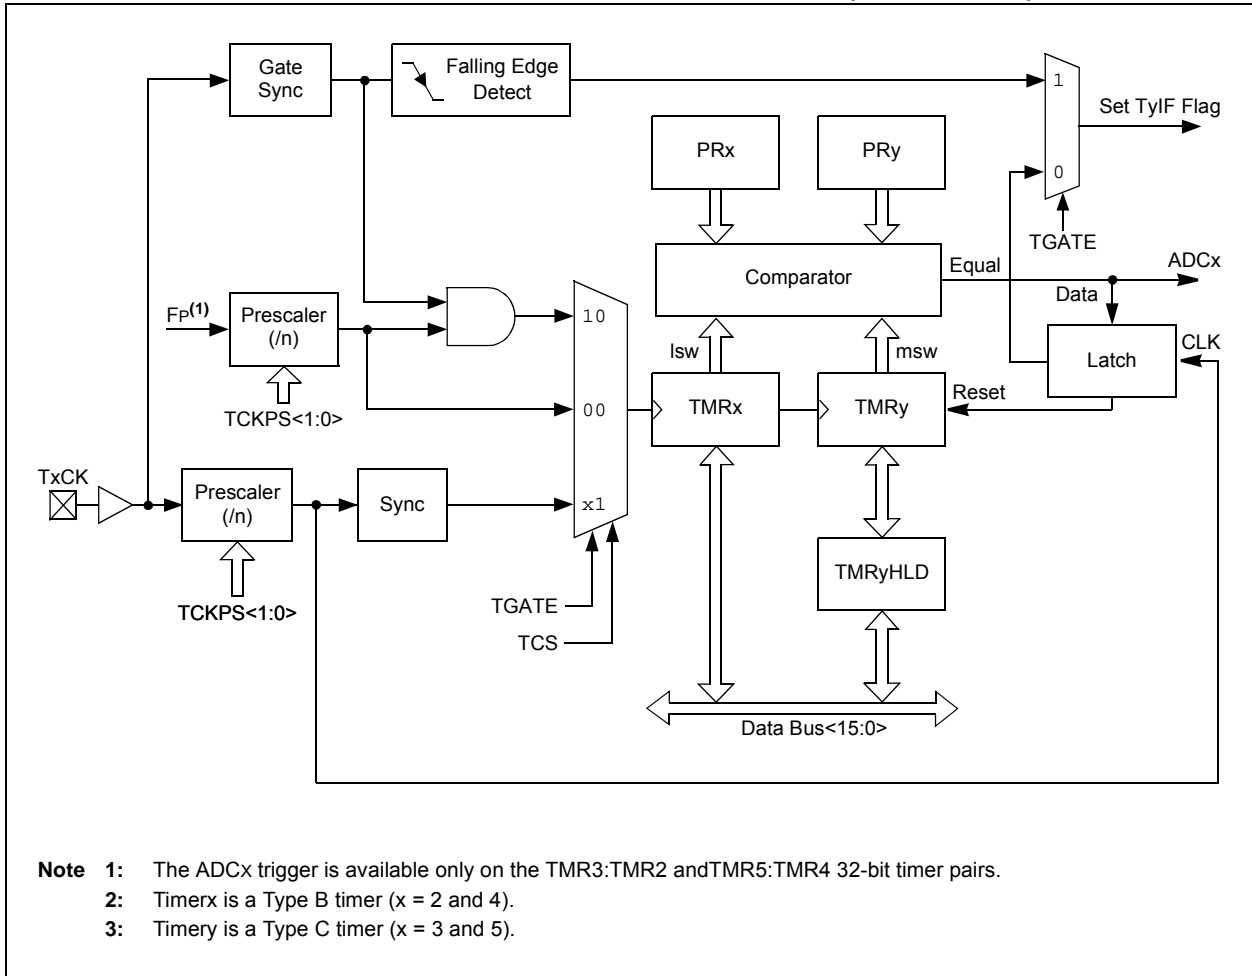 Gate
Sync
Falling Edge
Detect
1
Set TyIF Flag
PRx
PRy
0
TGATE
Comparator
Equal
ADCx
Data
FP(1)
Prescaler
(/n)
10
lsw
msw
CLK
Latch
TCKPS<1:0>
00
TMRx
TMRy
Reset
TxCK
Prescaler
(/n)
Sync
x1
TMRyHLD
TCKPS<1:0>
TGATE
TCS
Data Bus<15:0>
Note 1: The ADCx trigger is available only on the TMR3:TMR2 andTMR5:TMR4 32-bit timer pairs.
2: Timerx is a Type B timer (x = 2 and 4).
3: Timery is a Type C timer (x = 3 and 5).